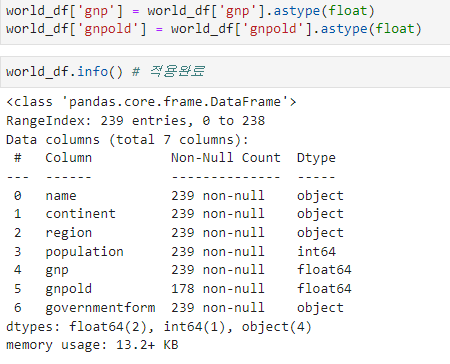 world_df['gnp'] = world_df['gnp'].astype(float)
world_df['gnpold'] = world_df['gnpold'].astype(float)
world_df.info() # 적용완료
<class 'pandas.core.frame.DataFrame'>
RangeIndex: 239 entries, 0 to 238
Data columns (total 7 columns):
 #   Column          Non-Null Count  Dtype
---  ------          --------------  -----
 0   name            239 non-null    object
 1   continent       239 non-null    object
 2   region          239 non-null    object
 3   population      239 non-null    int64
 4   gnp             239 non-null    float64
 5   gnpold          178 non-null    float64
 6   governmentform  239 non-null    object
dtypes: float64(2), int64(1), object(4)
memory usage: 13.2+ KB